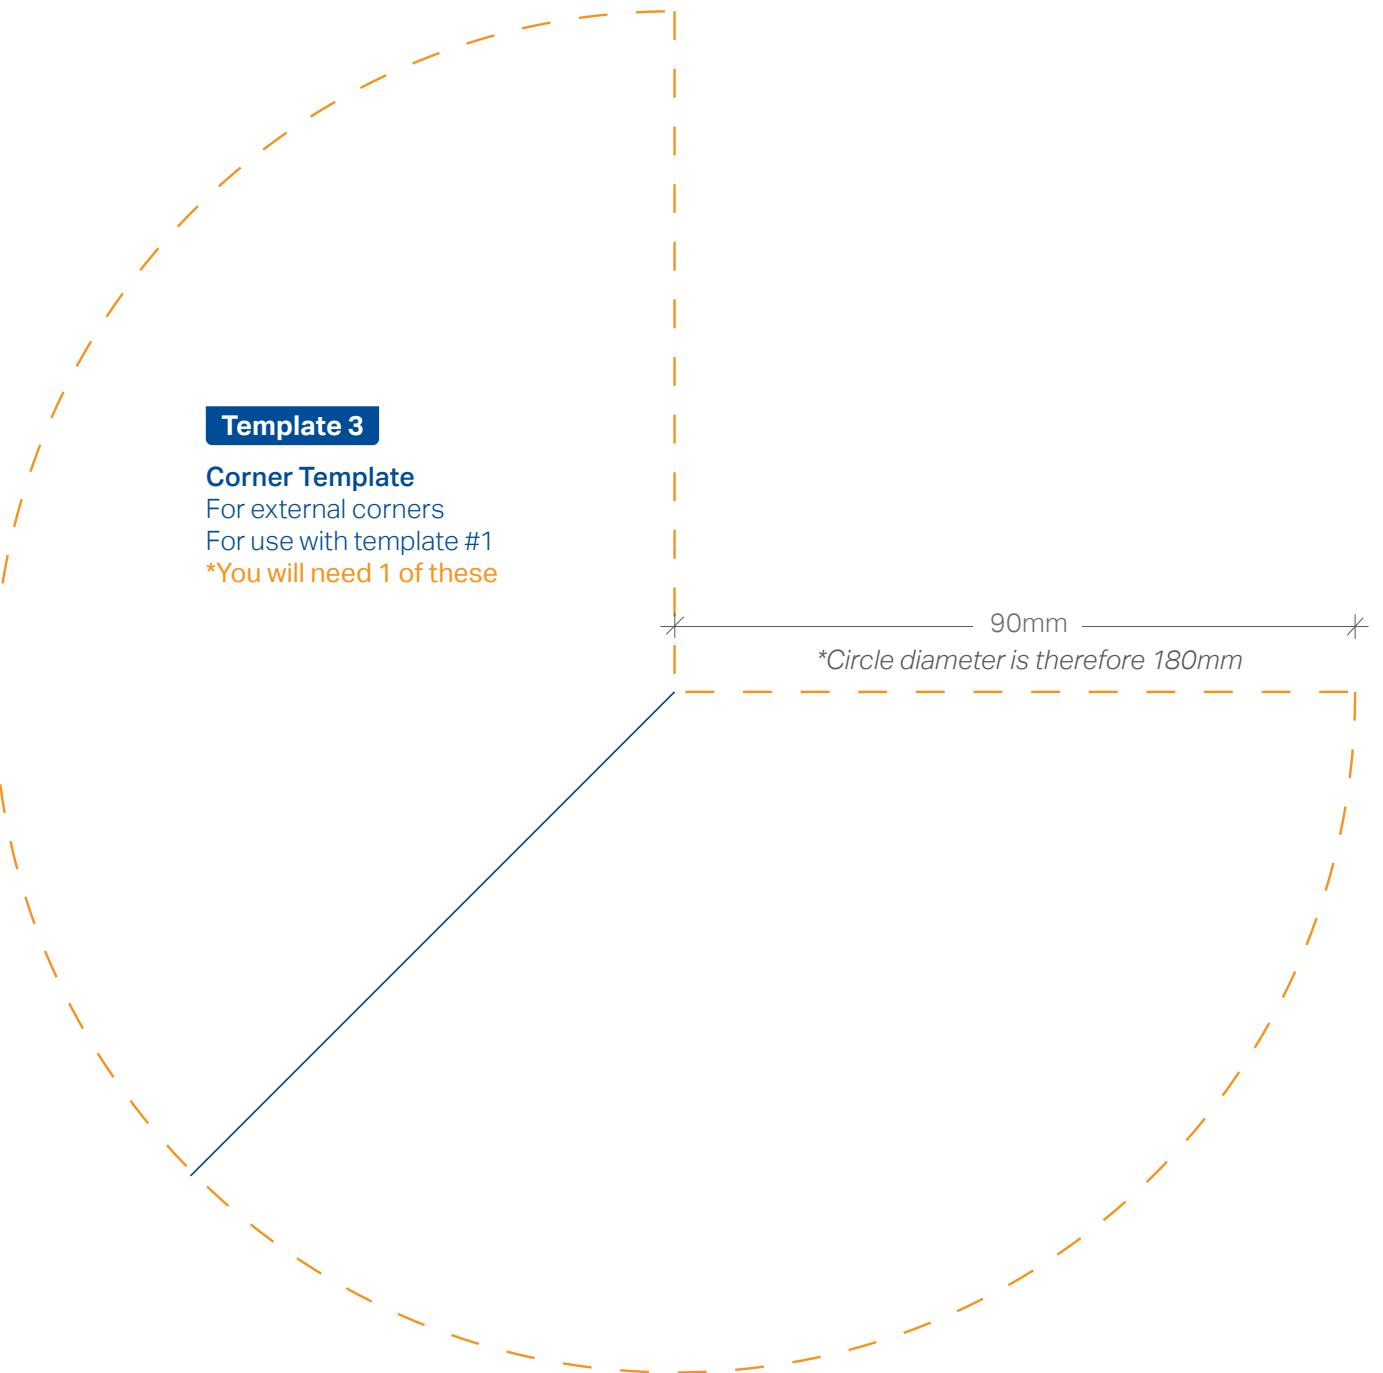 Template 3
Corner Template
For external corners
For use with template #1
*You will need 1 of these
90mm
*Circle diameter is therefore 180mm